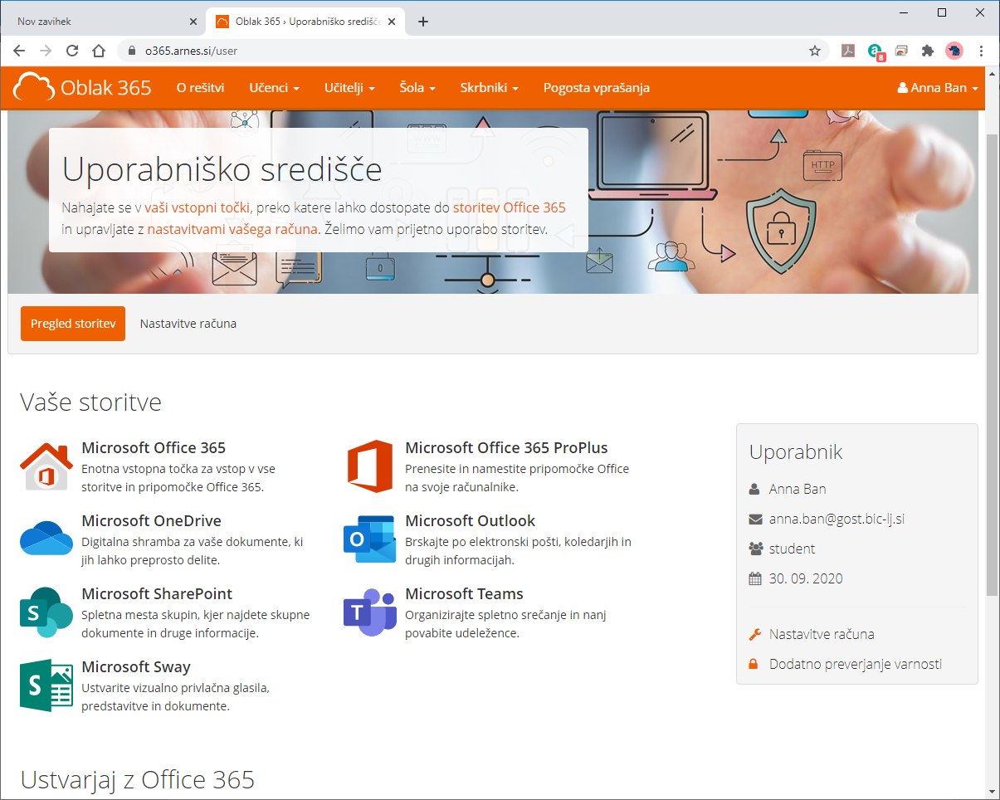 Nov zavihek
Oblak 365 › Uporabniško središče
o365.arnes.si/user
8
Oblak 365 O rešitvi Učenci Učitelji Šola Skrbniki Pogosta vprašanja Anna Ban
HTTP
Uporabniško središče
Nahajate se v vaši vstopni točki, preko katere lahko dostopate do storitev Office 365
in upravljate z nastavitvami vašega računa. Želimo vam prijetno uporabo storitev.
Pregled storitev Nastavitve računa
Vaše storitve
Microsoft Office 365
Enotna vstopna točka za vstop v vse
storitve in pripomočke Office 365.
Microsoft Office 365 ProPlus
Prenesite in namestite pripomočke Office
na svoje računalnike.
Microsoft OneDrive
Digitalna shramba za vaše dokumente, ki
jih lahko preprosto delite.
O
Microsoft Outlook
Brskajte po elektronski pošti, koledarjih in
drugih informacijah.
S
Microsoft SharePoint
Spletna mesta skupin, kjer najdete skupne
dokumente in druge informacije.
T
Microsoft Teams
Organizirajte spletno srečanje in nanj
povabite udeležence.
S
Microsoft Sway
Ustvarite vizualno privlačna glasila,
predstavitve in dokumente.
Uporabnik
Anna Ban
anna.ban@gost.bic-lj.si
student
30. 09. 2020
Nastavitve računa
Dodatno preverjanje varnosti
Ustvarjaj z Office 365